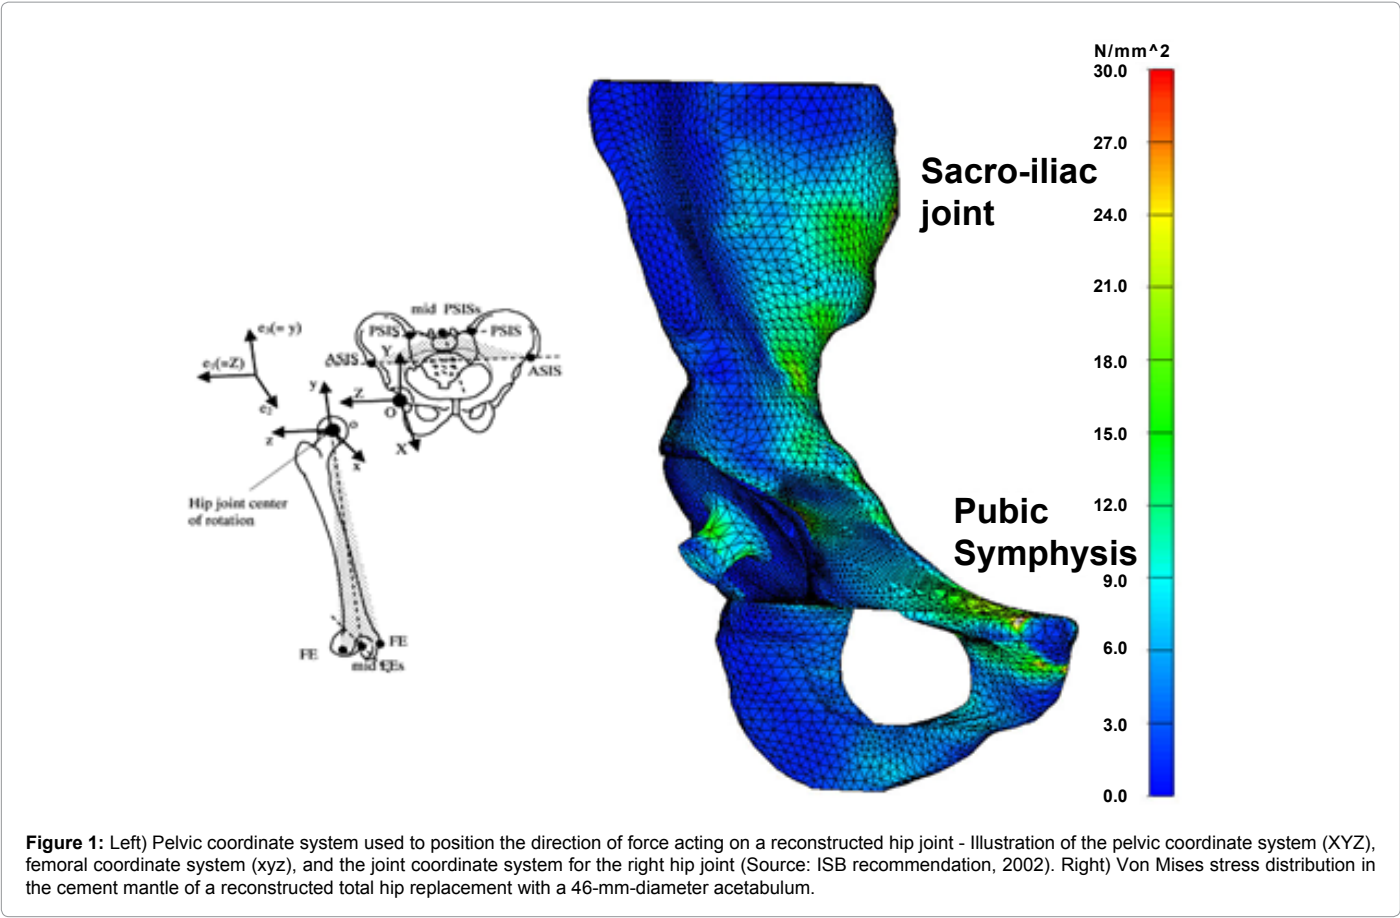 N/mm^2
30.0
27.0
24.0
21.0
18.0
15.0
12.0
9.0
6.0
3.0
0.0
Sacro-iliac
joint
Pubic
Symphysis
mid PSISs
PSIS
PSIS
ASIS
ASIS
Y
Z
O
X
e₃(= y)
e₁(=Z)
e₂
y
o
z
x
Hip joint center
of rotation
FE
FE
mid FEs
Figure 1: Left) Pelvic coordinate system used to position the direction of force acting on a reconstructed hip joint - Illustration of the pelvic coordinate system (XYZ),
femoral coordinate system (xyz), and the joint coordinate system for the right hip joint (Source: ISB recommendation, 2002). Right) Von Mises stress distribution in
the cement mantle of a reconstructed total hip replacement with a 46-mm-diameter acetabulum.